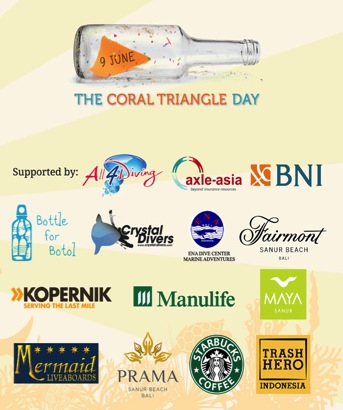 9 JUNE
THE CORAL TRIANGLE DAY
Supported by:
All 4 Diving
axle-asia
beyond insurance resources
BNI
Bottle
for
Botol
Crystal
Divers
ENA DIVE CENTER
MARINE ADVENTURES
Fairmont
SANUR BEACH
BALI
KOPERNIK
SERVING THE LAST MILE
Manulife
MAYA
SANUR
Mermaid
LIVEABOARDS
PRAMA
SANUR BEACH
BALI
STARBUCKS
COFFEE
TRASH
HERO
INDONESIA